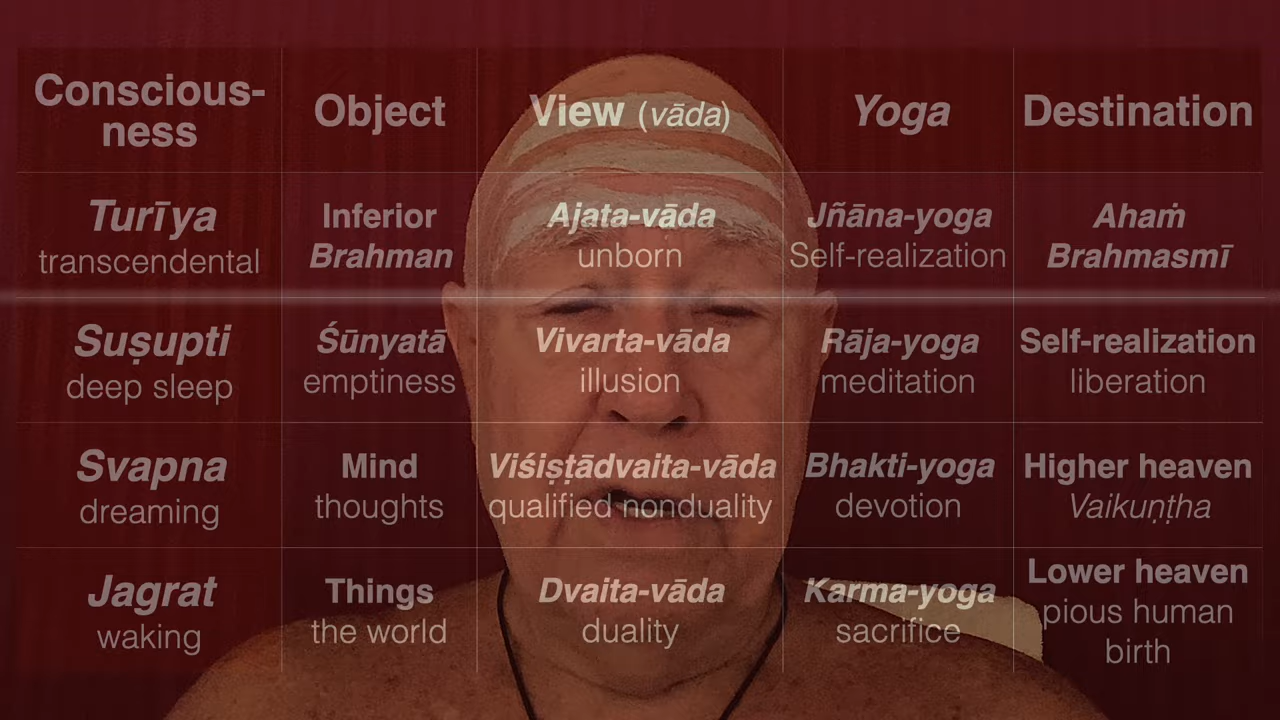 Conscious-
ness
Object
View (vāda)
Yoga
Destination
Turīya
transcendental
Inferior
Brahman
Ajata-vāda
unborn
Jñāna-yoga
Self-realization
Ahaṁ
Brahmasmī
Suṣupti
deep sleep
Śūnyatā
emptiness
Vivarta-vāda
illusion
Rāja-yoga
meditation
Self-realization
liberation
Svapna
dreaming
Mind
thoughts
Viśiṣṭādvaita-vāda
qualified nonduality
Bhakti-yoga
devotion
Higher heaven
Vaikuṇṭha
Jagrat
waking
Things
the world
Dvaita-vāda
duality
Karma-yoga
sacrifice
Lower heaven
pious human
birth